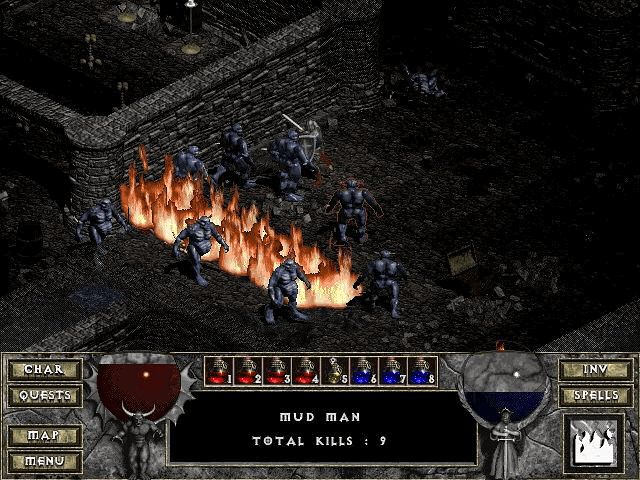 CHAR
QUESTS
MAP
MENU
1 2 3 4 5 6 7 8
MUD MAN
TOTAL KILLS : 9
INV
SPELLS